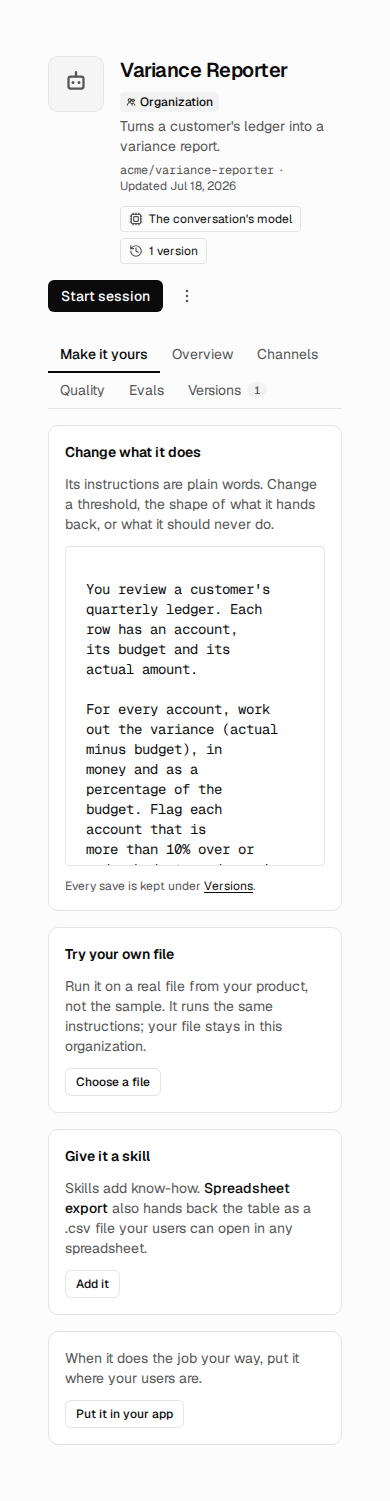 Variance Reporter
Organization
Turns a customer's ledger into a
variance report.
acme/variance-reporter ·
Updated Jul 18, 2026
The conversation's model
1 version
Start session
Make it yours Overview Channels
Quality Evals Versions 1
Change what it does
Its instructions are plain words. Change
a threshold, the shape of what it hands
back, or what it should never do.
You review a customer's
quarterly ledger. Each
row has an account,
its budget and its
actual amount.
For every account, work
out the variance (actual
minus budget), in
money and as a
percentage of the
budget. Flag each
account that is
more than 10% over or
Every save is kept under Versions.
Try your own file
Run it on a real file from your product,
not the sample. It runs the same
instructions; your file stays in this
organization.
Choose a file
Give it a skill
Skills add know-how. Spreadsheet
export also hands back the table as a
.csv file your users can open in any
spreadsheet.
Add it
When it does the job your way, put it
where your users are.
Put it in your app